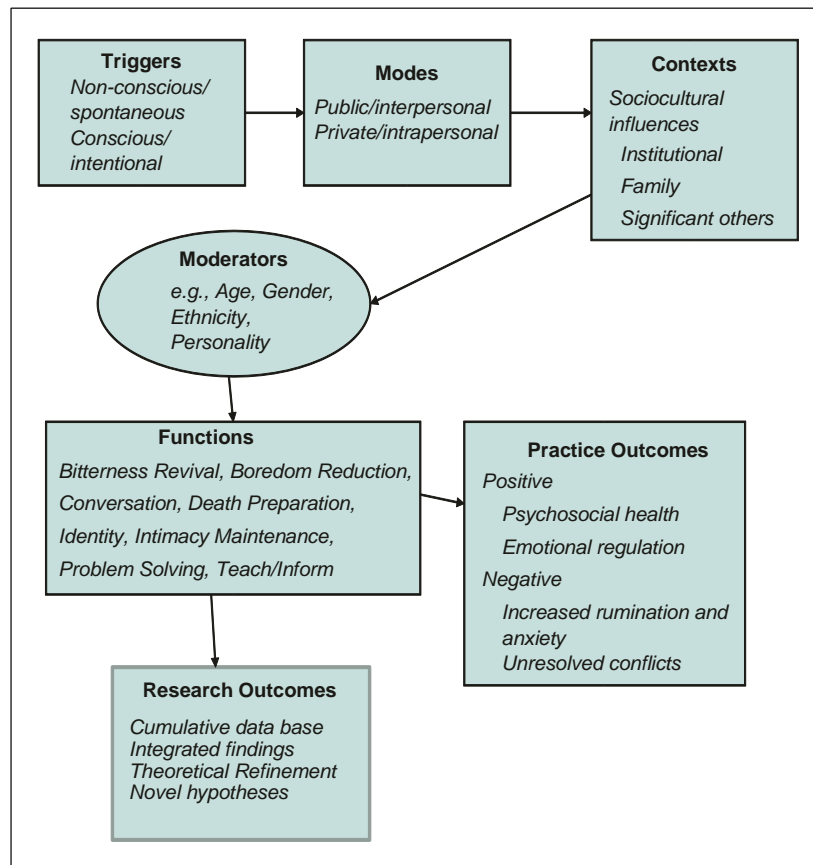 Triggers
Non-conscious/
spontaneous
Conscious/
intentional
Modes
Public/interpersonal
Private/intrapersonal
Contexts
Sociocultural
influences
Institutional
Family
Significant others
Moderators
e.g., Age, Gender,
Ethnicity,
Personality
Functions
Bitterness Revival, Boredom Reduction,
Conversation, Death Preparation,
Identity, Intimacy Maintenance,
Problem Solving, Teach/Inform
Practice Outcomes
Positive
Psychosocial health
Emotional regulation
Negative
Increased rumination and
anxiety
Unresolved conflicts
Research Outcomes
Cumulative data base
Integrated findings
Theoretical Refinement
Novel hypotheses